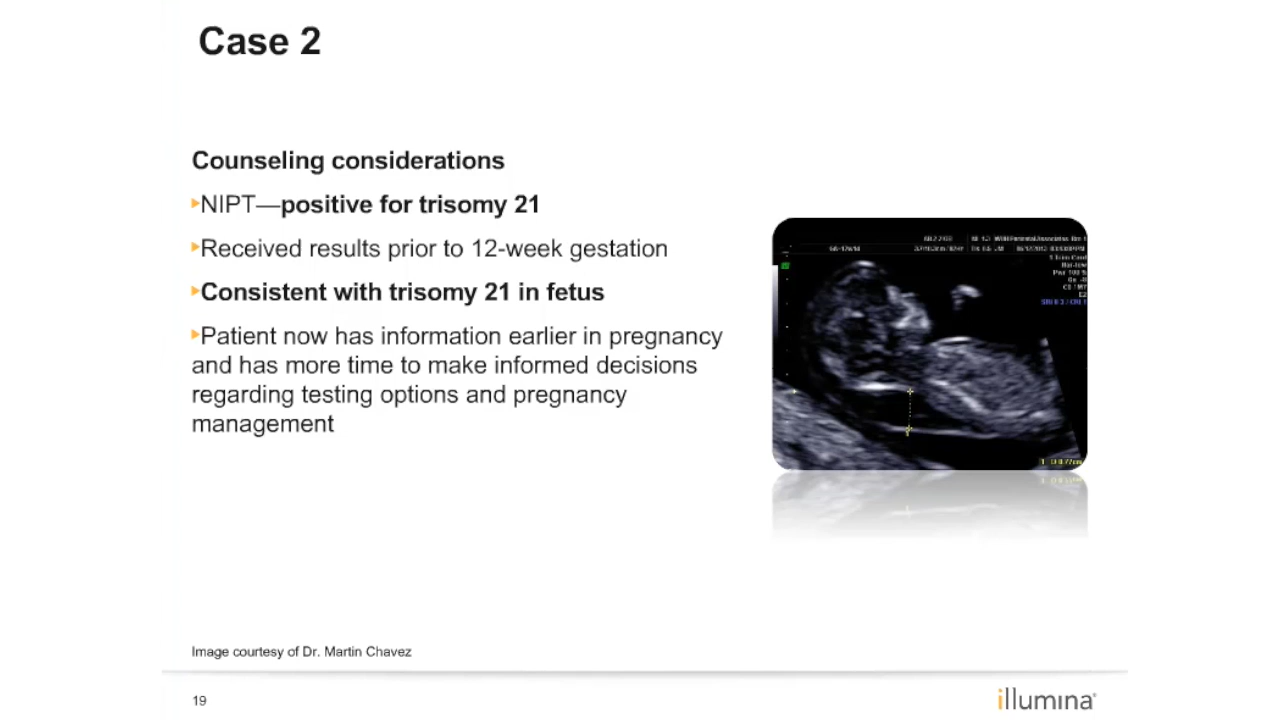 Case 2
Counseling considerations
▸NIPT—positive for trisomy 21
▸Received results prior to 12-week gestation
▸Consistent with trisomy 21 in fetus
▸Patient now has information earlier in pregnancy
and has more time to make informed decisions
regarding testing options and pregnancy
management
Image courtesy of Dr. Martin Chavez
19
illumina®